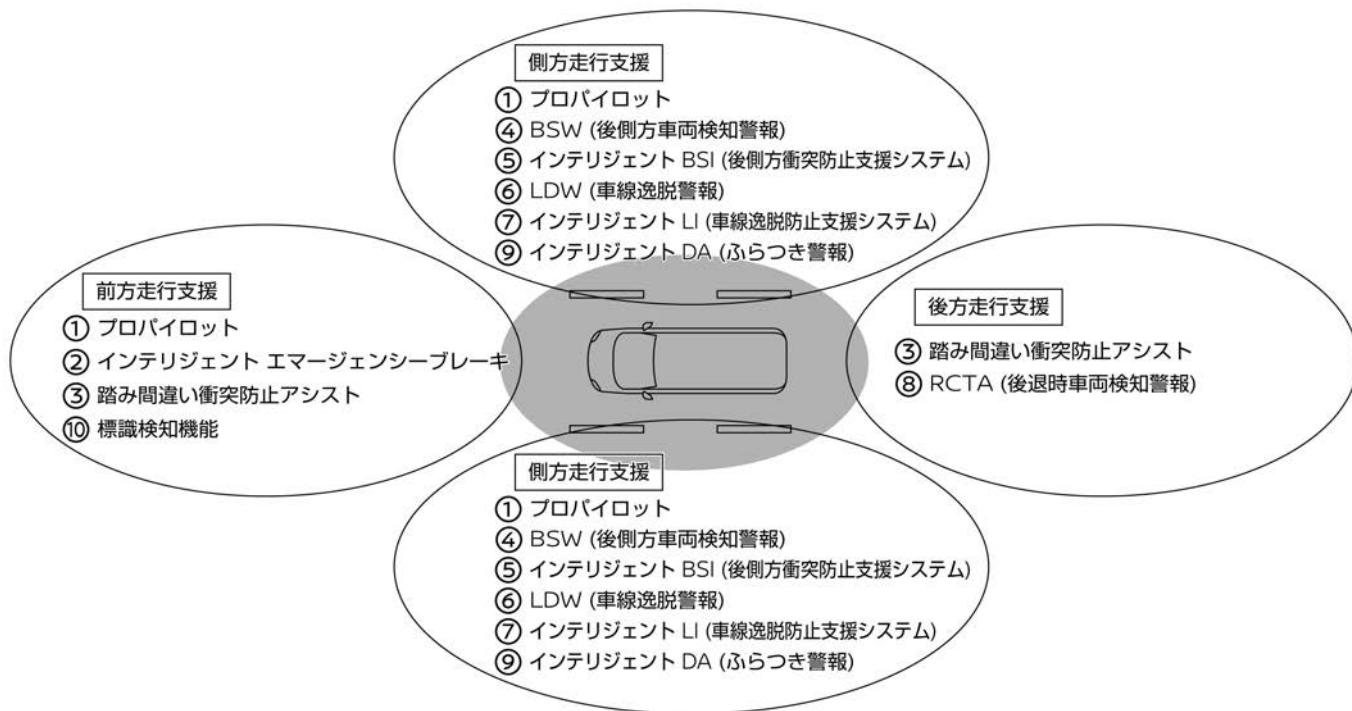 側方走行支援
① プロパイロット
④ BSW (後側方車両検知警報)
⑤ インテリジェント BSI (後側方衝突防止支援システム)
⑥ LDW (車線逸脱警報)
⑦ インテリジェント LI (車線逸脱防止支援システム)
⑨ インテリジェント DA (ふらつき警報)
前方走行支援
① プロパイロット
② インテリジェント エマージェンシーブレーキ
③ 踏み間違い衝突防止アシスト
⑩ 標識検知機能
後方走行支援
③ 踏み間違い衝突防止アシスト
⑧ RCTA (後退時車両検知警報)
側方走行支援
① プロパイロット
④ BSW (後側方車両検知警報)
⑤ インテリジェント BSI (後側方衝突防止支援システム)
⑥ LDW (車線逸脱警報)
⑦ インテリジェント LI (車線逸脱防止支援システム)
⑨ インテリジェント DA (ふらつき警報)